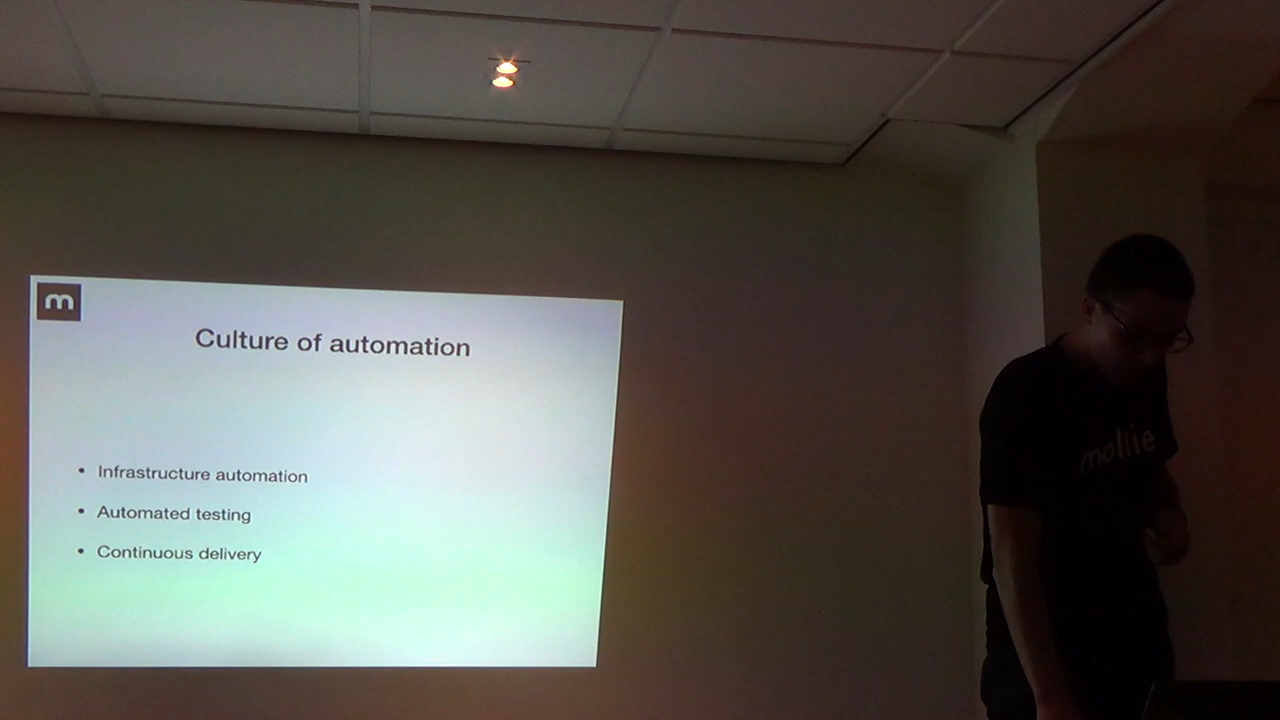 m
Culture of automation
• Infrastructure automation
• Automated testing
• Continuous delivery
mollie